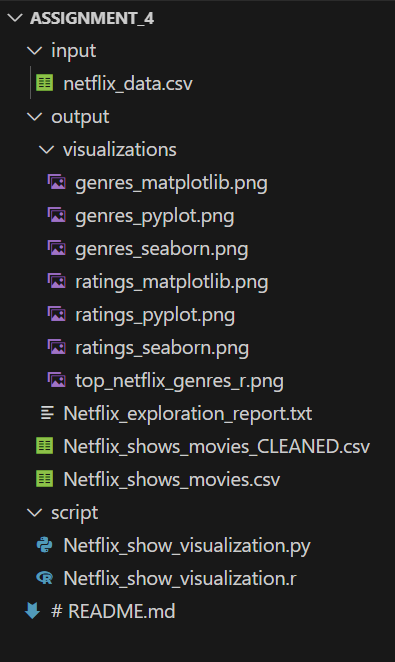 ASSIGNMENT_4
input
netflix_data.csv
output
visualizations
genres_matplotlib.png
genres_pyplot.png
genres_seaborn.png
ratings_matplotlib.png
ratings_pyplot.png
ratings_seaborn.png
top_netflix_genres_r.png
Netflix_exploration_report.txt
Netflix_shows_movies_CLEANED.csv
Netflix_shows_movies.csv
script
Netflix_show_visualization.py
Netflix_show_visualization.r
# README.md